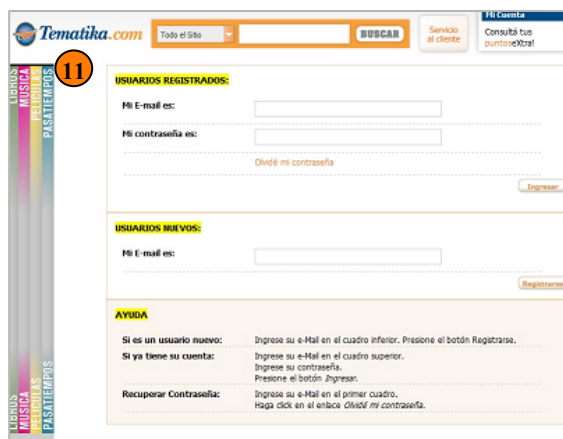 Tematika.com
Todo el Sitio
BUSCAR
Servicio al cliente
Mi Cuenta
Consultá tus
puntoseXtra!
11
LIBROS
MUSICA
PELICULAS
PASATIEMPOS
USUARIOS REGISTRADOS:
Mi E-mail es:
Mi contraseña es:
Olvidé mi contraseña
Ingresar
USUARIOS NUEVOS:
Mi E-mail es:
Registrarse
AYUDA
Si es un usuario nuevo: Ingrese su e-Mail en el cuadro inferior. Presione el botón Registrarse.
Si ya tiene su cuenta: Ingrese su e-Mail en el cuadro superior.
Ingrese su contraseña.
Presione el botón Ingresar.
Recuperar Contraseña: Ingrese su e-Mail en el primer cuadro.
Haga click en el enlace Olvidé mi contraseña.
LIBROS
MUSICA
PELICULAS
PASATIEMPOS